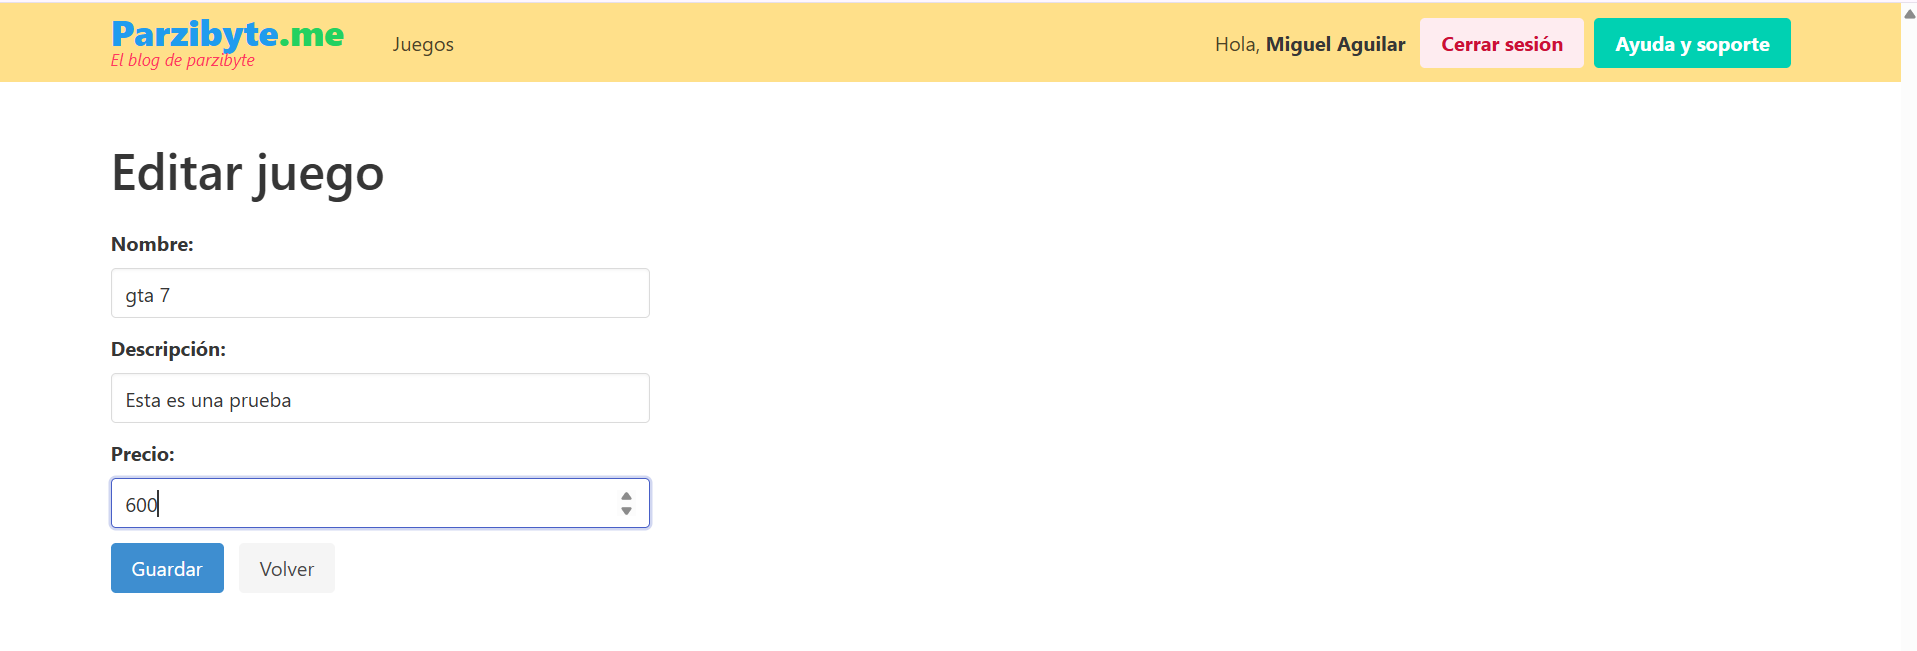 Parzibyte.me
El blog de parzibyte
Juegos
Hola, Miguel Aguilar
Cerrar sesión
Ayuda y soporte
Editar juego
Nombre:
gta 7
Descripción:
Esta es una prueba
Precio:
600
Guardar
Volver